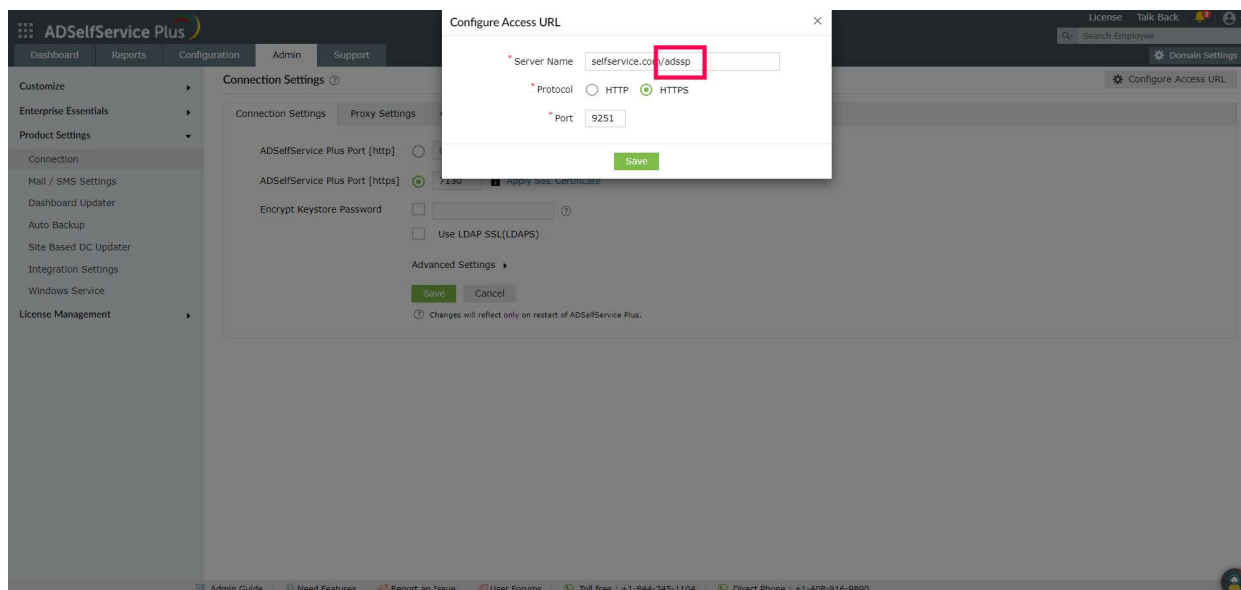 ADSelfService Plus
License Talk Back 2
Search Employee
Dashboard Reports Configuration Admin Support
Domain Settings
Configure Access URL
* Server Name selfservice.com/adssp
* Protocol HTTP HTTPS
* Port 9251
Save
Customize
Enterprise Essentials
Product Settings
Connection
Mail / SMS Settings
Dashboard Updater
Auto Backup
Site Based DC Updater
Integration Settings
Windows Service
License Management
Connection Settings
Configure Access URL
Connection Settings Proxy Settings
ADSelfService Plus Port [http]
ADSelfService Plus Port [https] 7130 Apply SSL Certificate
Encrypt Keystore Password
Use LDAP SSL(LDAPS)
Advanced Settings
Save Cancel
Changes will reflect only on restart of ADSelfService Plus.
Admin Guide Need Features Report an Issue User Forums Toll free : +1-844-245-1104 Direct Phone : +1-408-916-9890